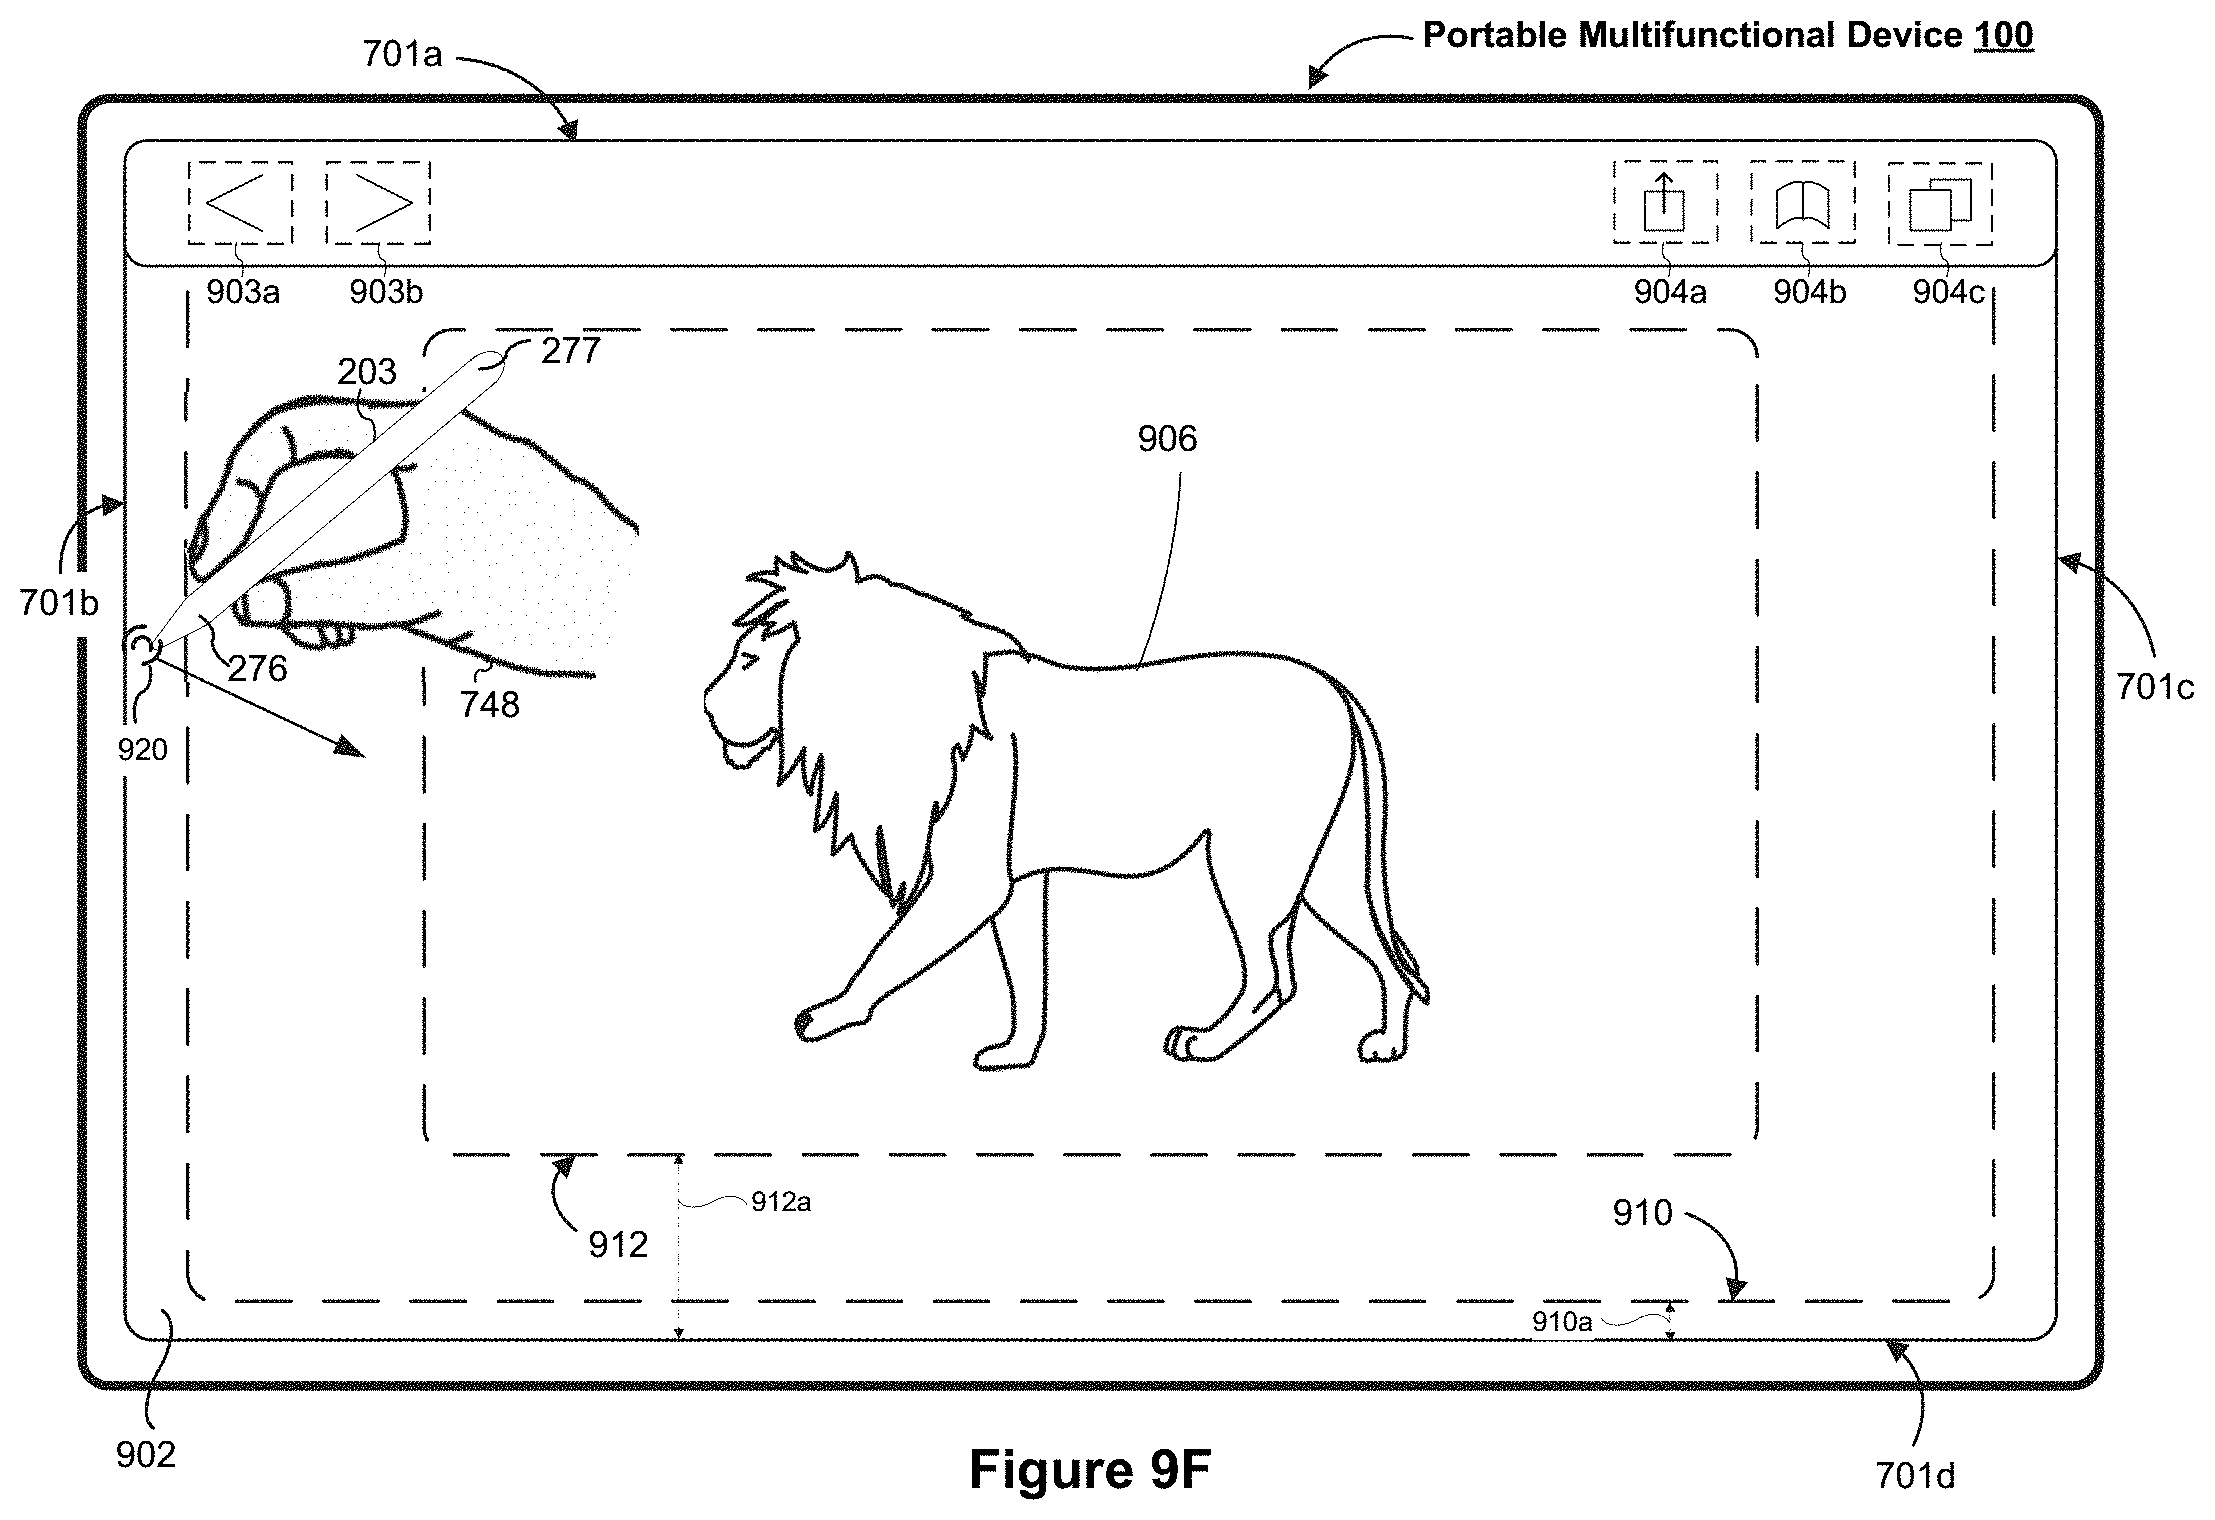 Portable Multifunctional Device 100
701a
903a
903b
904a
904b
904c
277
203
906
701b
276
748
701c
920
912a
912
910
910a
902
701d
Figure 9F